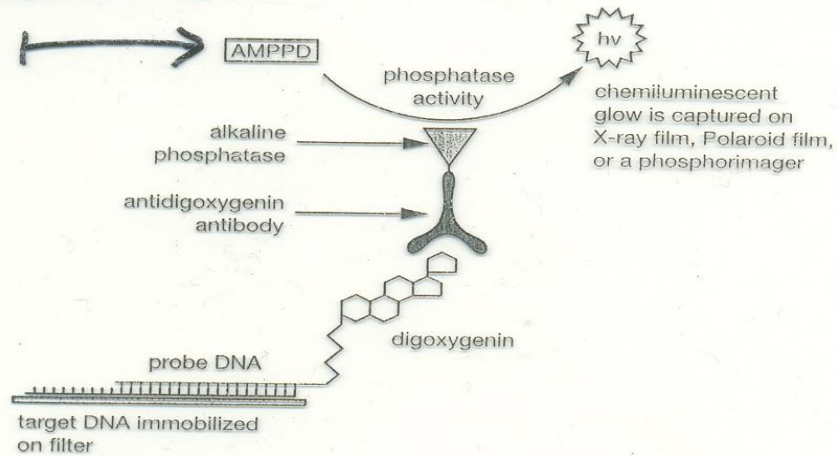 AMPPD
hν
phosphatase
activity
chemiluminescent
glow is captured on
X-ray film, Polaroid film,
or a phosphorimager
alkaline
phosphatase
antidigoxygenin
antibody
digoxygenin
probe DNA
target DNA immobilized
on filter